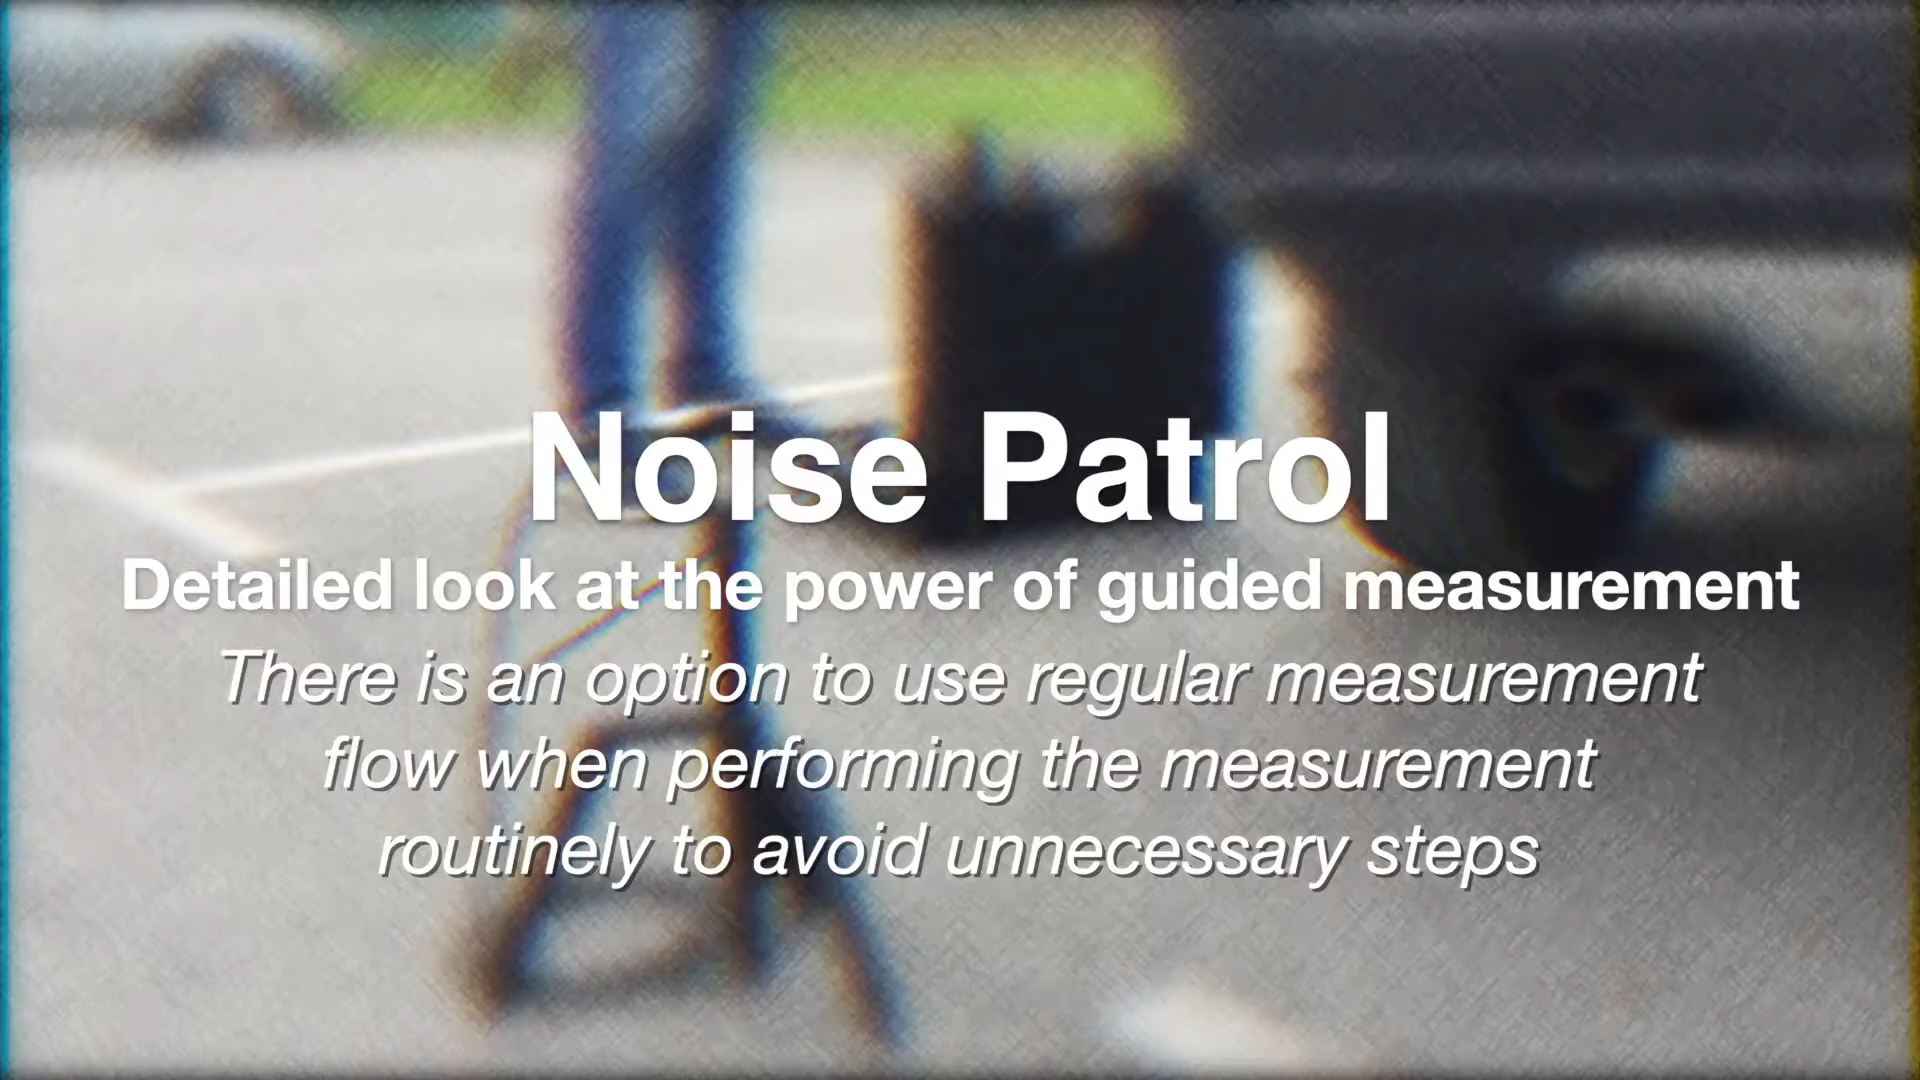 Noise Patrol
Detailed look at the power of guided measurement
There is an option to use regular measurement
flow when performing the measurement
routinely to avoid unnecessary steps